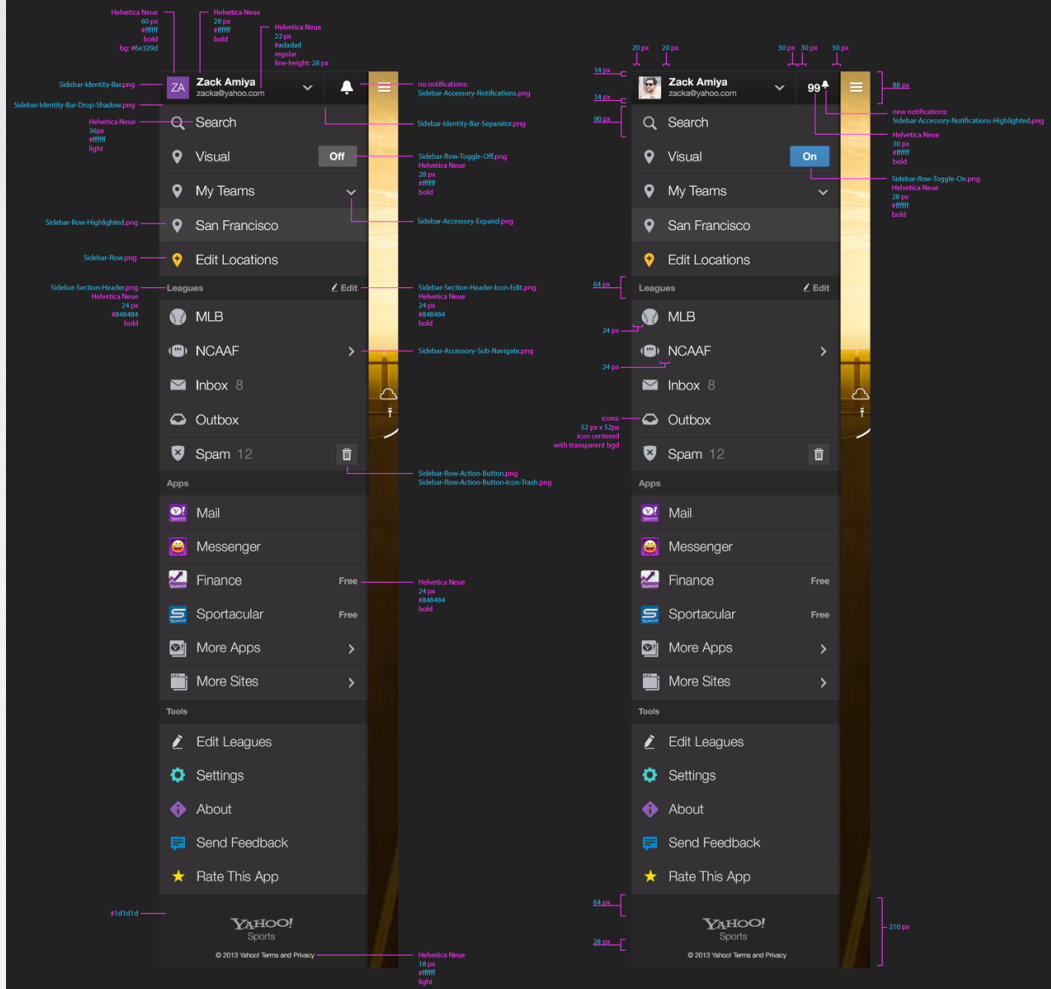 Helvetica Neue
60 px
#ffffff
bold
bg: #6e329d
Helvetica Neue
28 px
#ffffff
bold
Helvetica Neue
22 px
#adadad
regular
line-height: 28 px
Sidebar-Identity-Bar.png
Sidebar-Identity-Bar-Drop-Shadow.png
Helvetica Neue
36px
#ffffff
light
Sidebar-Row-Highlighted.png
Sidebar-Row.png
Sidebar-Section-Header.png
Helvetica Neue
24 px
#848484
bold
#1d1d1d
ZA
Zack Amiya
zacka@yahoo.com
Search
Visual Off
My Teams
San Francisco
Edit Locations
Leagues Edit
MLB
NCAAF
Inbox 8
Outbox
Spam 12
Apps
Mail
Messenger
Finance Free
Sportacular Free
More Apps
More Sites
Tools
Edit Leagues
Settings
About
Send Feedback
Rate This App
YAHOO!
Sports
© 2013 Yahoo! Terms and Privacy
no notifications:
Sidebar-Accessory-Notifications.png
Sidebar-Identity-Bar-Separator.png
Sidebar-Row-Toggle-Off.png
Helvetica Neue
28 px
#ffffff
bold
Sidebar-Accessory-Expand.png
Sidebar-Section-Header-Icon-Edit.png
Helvetica Neue
24 px
#848484
bold
Sidebar-Accessory-Sub-Navigate.png
Sidebar-Row-Action-Button.png
Sidebar-Row-Action-Button-Icon-Trash.png
Helvetica Neue
24 px
#848484
bold
Helvetica Neue
18 px
#ffffff
light
20 px 20 px 30 px 30 px 30 px
14 px
14 px
90 px
64 px
24 px
24 px
icons:
52 px x 52px
icon centered
with transparent bgd
64 px
28 px
Zack Amiya
zacka@yahoo.com
99
Search
Visual On
My Teams
San Francisco
Edit Locations
Leagues Edit
MLB
NCAAF
Inbox 8
Outbox
Spam 12
Apps
Mail
Messenger
Finance Free
Sportacular Free
More Apps
More Sites
Tools
Edit Leagues
Settings
About
Send Feedback
Rate This App
YAHOO!
Sports
© 2013 Yahoo! Terms and Privacy
88 px
new notifications:
Sidebar-Accessory-Notifications-Highlighted.png
Helvetica Neue
30 px
#ffffff
bold
Sidebar-Row-Toggle-On.png
Helvetica Neue
28 px
#ffffff
bold
210 px